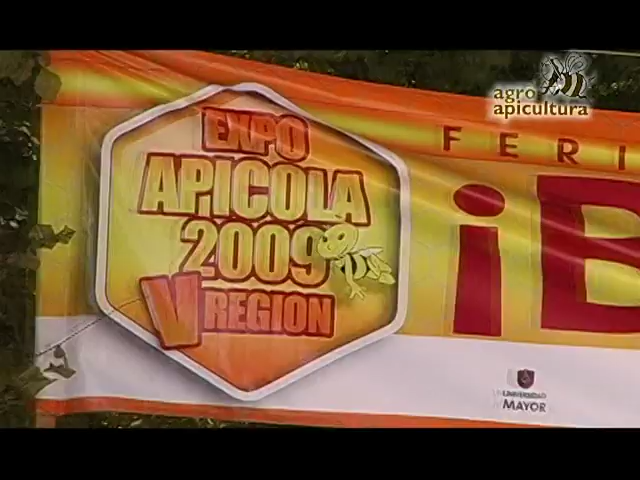 agro
apicultura
EXPO
APICOLA
2009
V REGION
FERI
¡B
UNIVERSIDAD
MAYOR